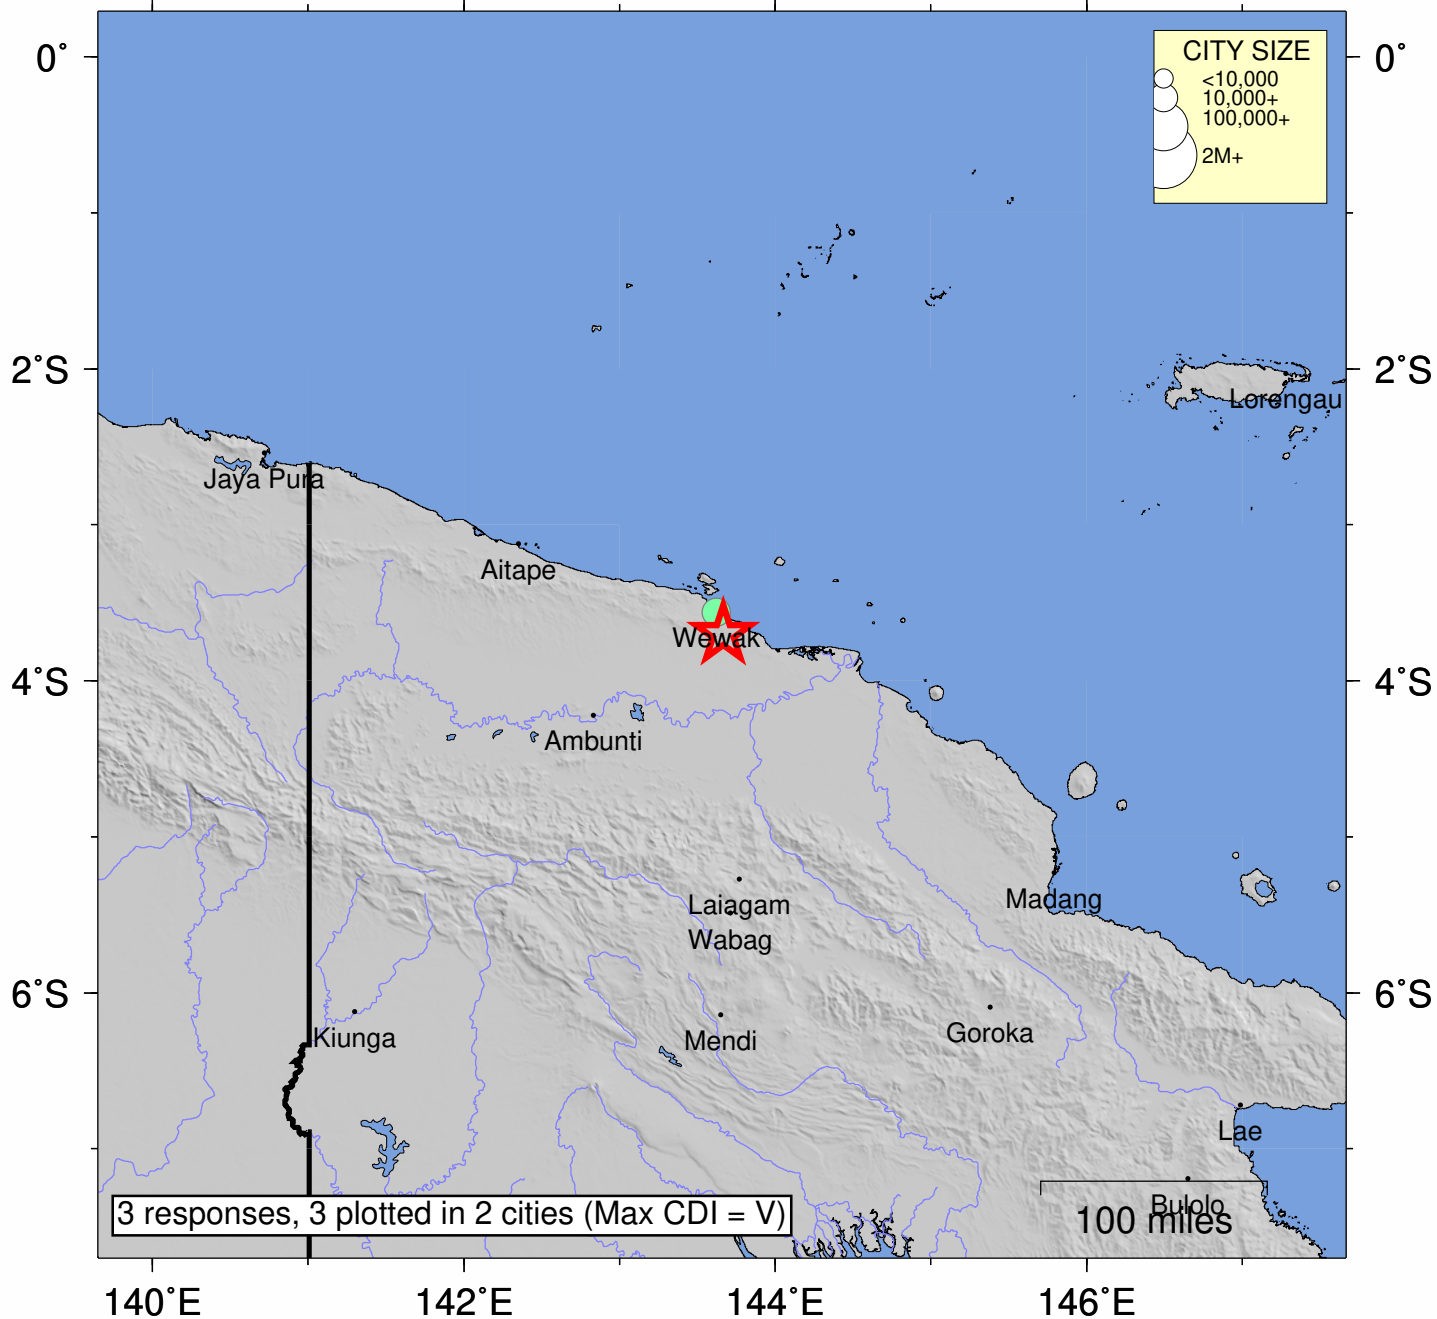 0° 0°
CITY SIZE
<10,000
10,000+
100,000+
2M+
2°S 2°S
Lorengau
Jaya Pura
Aitape
Wewak
4°S 4°S
Ambunti
Laiagam
Madang
Wabag
6°S 6°S
Kiunga
Mendi
Goroka
Lae
Bulolo
3 responses, 3 plotted in 2 cities (Max CDI = V)
100 miles
140°E 142°E 144°E 146°E